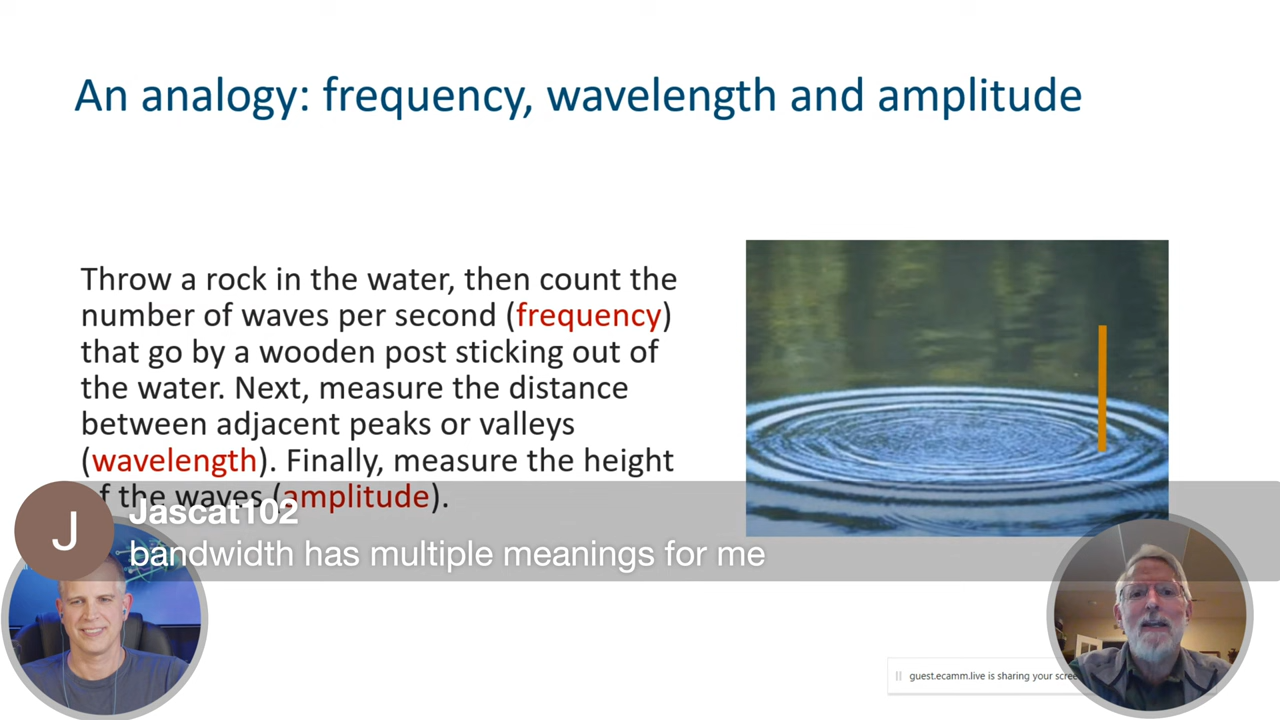 An analogy: frequency, wavelength and amplitude
Throw a rock in the water, then count the
number of waves per second (frequency)
that go by a wooden post sticking out of
the water. Next, measure the distance
between adjacent peaks or valleys
(wavelength). Finally, measure the height
of the waves (amplitude).
J
Jascat102
bandwidth has multiple meanings for me
guest.ecamm.live is sharing your scree